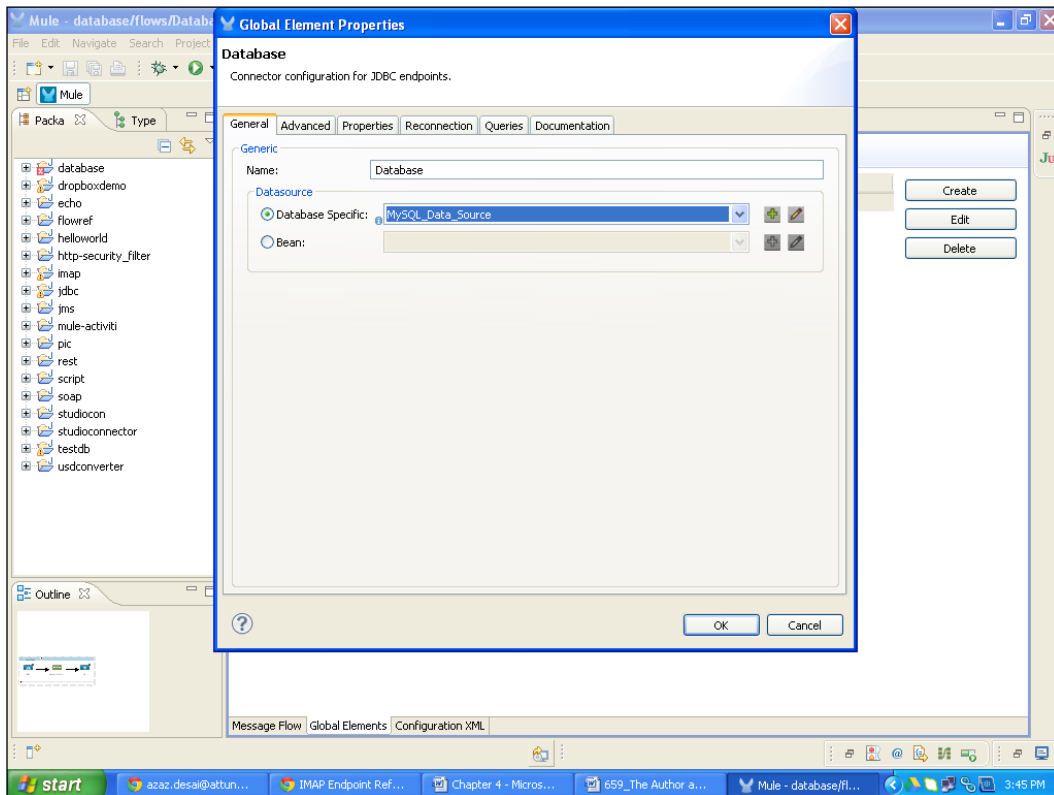 Mule - database/flows/Databa
File Edit Navigate Search Project
Mule
Packa
Type
database
dropboxdemo
echo
flowref
helloworld
http-security_filter
imap
jdbc
jms
mule-activiti
pic
rest
script
soap
studiocon
studioconnector
testdb
usdconverter
Outline
Global Element Properties
Database
Connector configuration for JDBC endpoints.
General Advanced Properties Reconnection Queries Documentation
Generic
Name: Database
Datasource
Database Specific: MySQL_Data_Source
Bean:
OK Cancel
Create
Edit
Delete
Ju
Message Flow Global Elements Configuration XML
start
azaz.desai@attun...
IMAP Endpoint Ref...
Chapter 4 - Micros...
659_The Author a...
Mule - database/fl...
3:45 PM